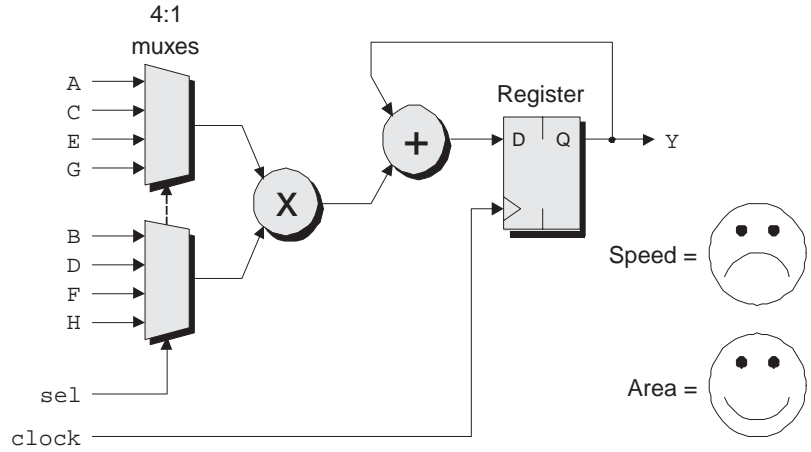 4:1
muxes
A
C
E
G
B
D
F
H
sel
clock
X
+
Register
D Q
Y
Speed =
Area =